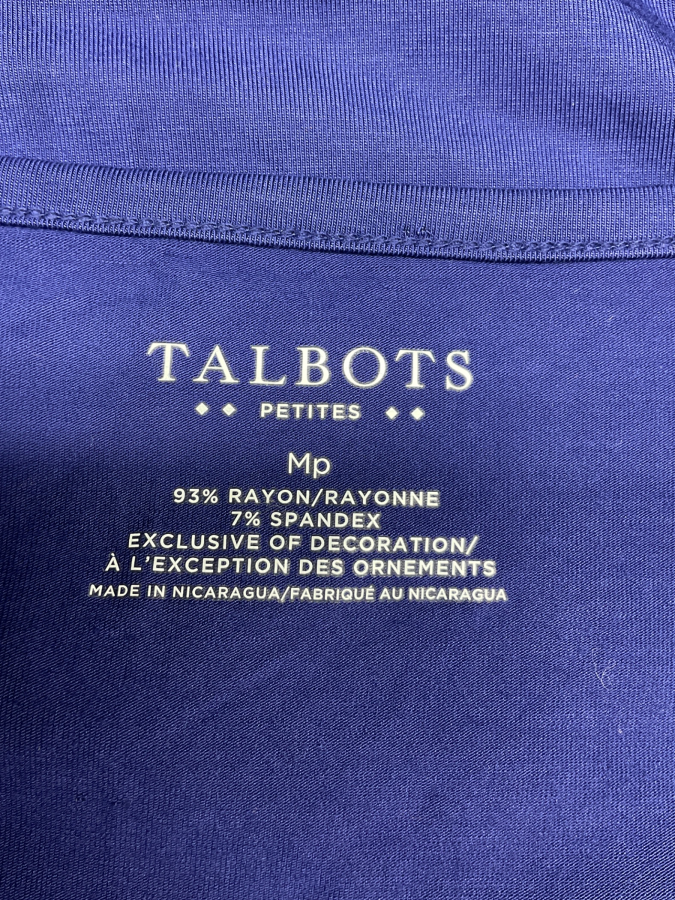 TALBOTS
PETITES
Mp
93% RAYON/RAYONNE
7% SPANDEX
EXCLUSIVE OF DECORATION/
À L'EXCEPTION DES ORNEMENTS
MADE IN NICARAGUA/FABRIQUÉ AU NICARAGUA